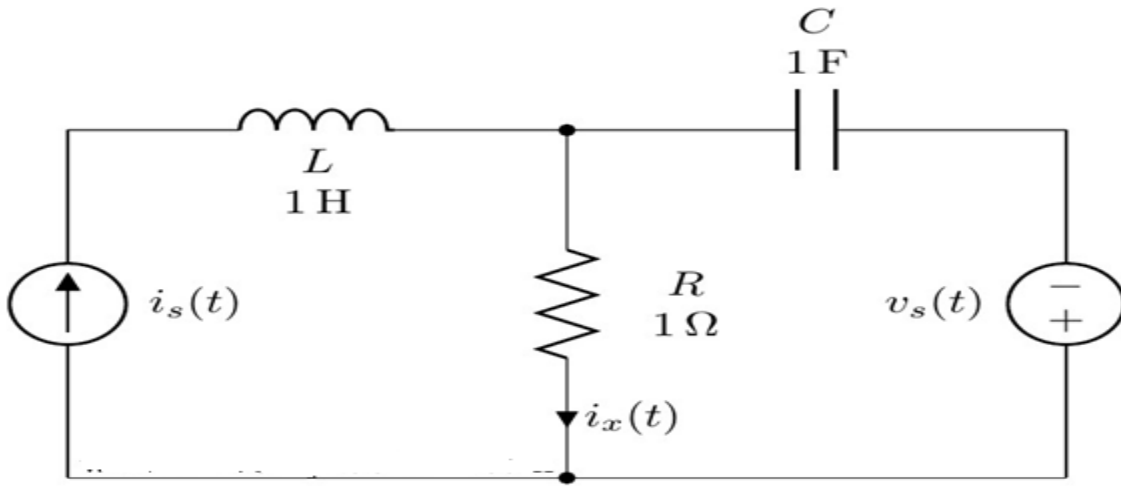 C
1 F
L
1 H
i_s(t)
R
1 Ω
v_s(t)
−
+
i_x(t)